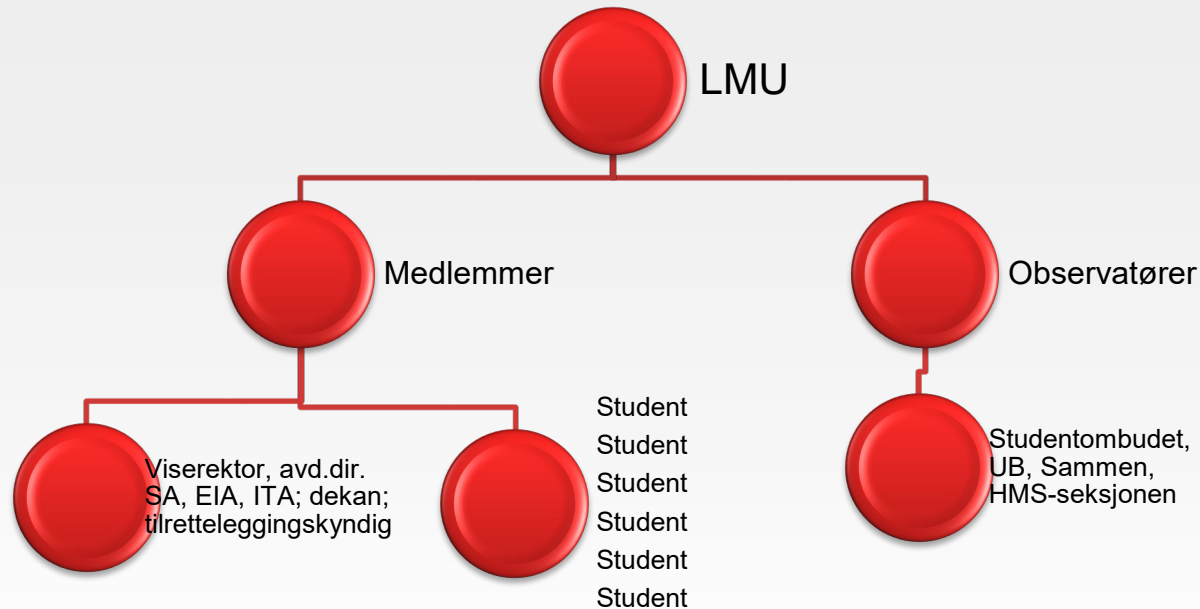 LMU
Medlemmer
Observatører
Viserektor, avd.dir.
SA, EIA, ITA; dekan;
tilretteleggingskyndig
Student
Student
Student
Student
Student
Student
Studentombudet,
UB, Sammen,
HMS-seksjonen